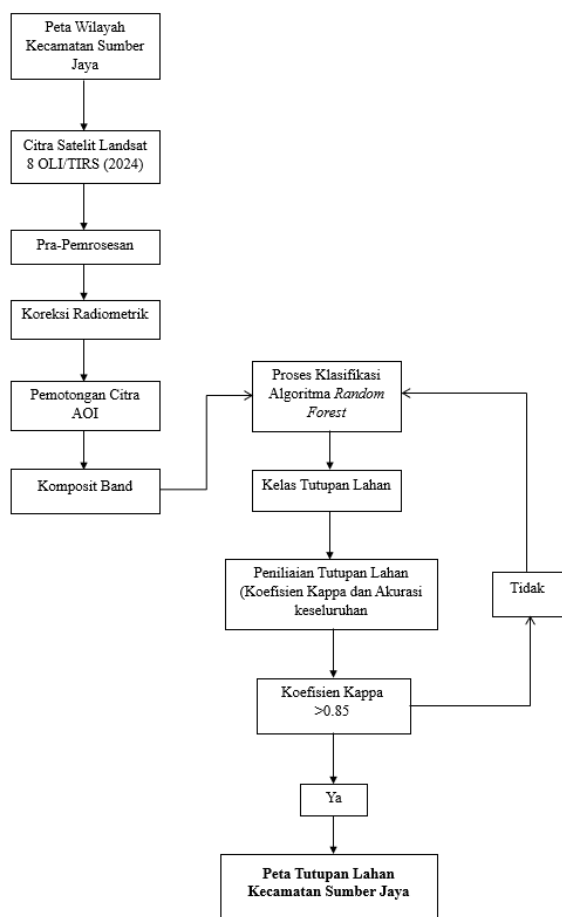 Peta Wilayah
Kecamatan Sumber
Jaya
Citra Satelit Landsat
8 OLI/TIRS (2024)
Pra-Pemrosesan
Koreksi Radiometrik
Pemotongan Citra
AOI
Komposit Band
Proses Klasifikasi
Algoritma Random
Forest
Kelas Tutupan Lahan
Peniliaian Tutupan Lahan
(Koefisien Kappa dan Akurasi
keseluruhan
Tidak
Koefisien Kappa
>0.85
Ya
Peta Tutupan Lahan
Kecamatan Sumber Jaya